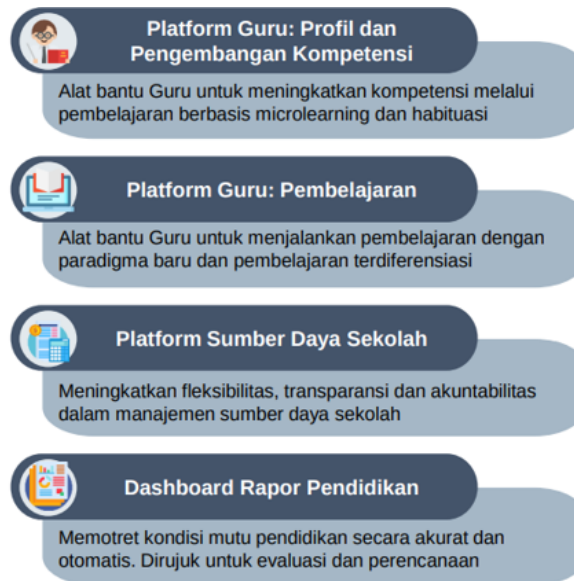 Platform Guru: Profil dan
Pengembangan Kompetensi
Alat bantu Guru untuk meningkatkan kompetensi melalui
pembelajaran berbasis microlearning dan habituasi
Platform Guru: Pembelajaran
Alat bantu Guru untuk menjalankan pembelajaran dengan
paradigma baru dan pembelajaran terdiferensiasi
Platform Sumber Daya Sekolah
Meningkatkan fleksibilitas, transparansi dan akuntabilitas
dalam manajemen sumber daya sekolah
Dashboard Rapor Pendidikan
Memotret kondisi mutu pendidikan secara akurat dan
otomatis. Dirujuk untuk evaluasi dan perencanaan